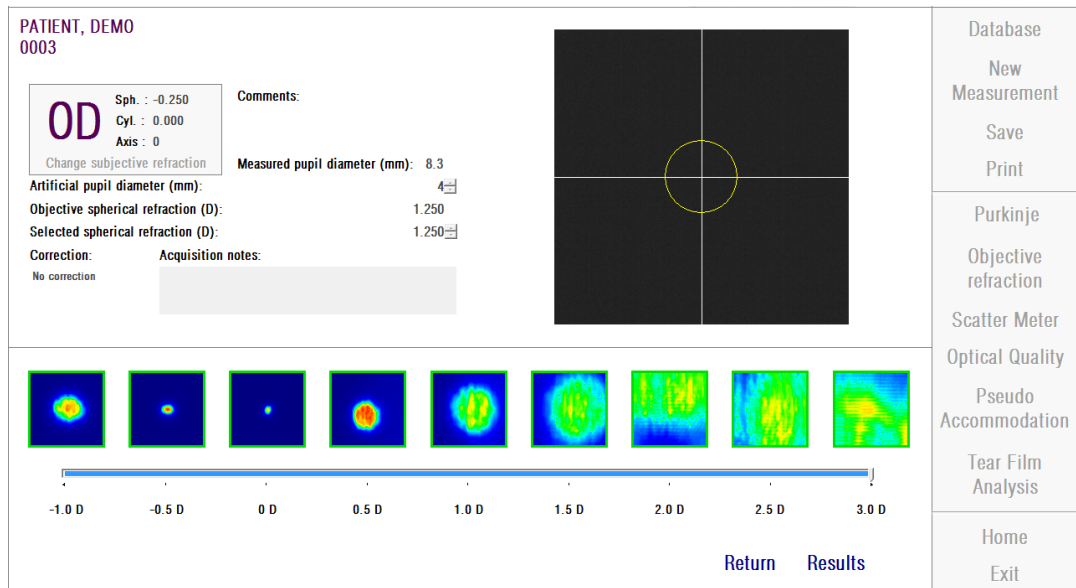 PATIENT, DEMO
0003
OD
Sph. : -0.250
Cyl. : 0.000
Axis : 0
Change subjective refraction
Comments:
Measured pupil diameter (mm): 8.3
Artificial pupil diameter (mm): 4
Objective spherical refraction (D): 1.250
Selected spherical refraction (D): 1.250
Correction: Acquisition notes:
No correction
-1.0 D -0.5 D 0 D 0.5 D 1.0 D 1.5 D 2.0 D 2.5 D 3.0 D
Return Results
Database
New
Measurement
Save
Print
Purkinje
Objective
refraction
Scatter Meter
Optical Quality
Pseudo
Accommodation
Tear Film
Analysis
Home
Exit